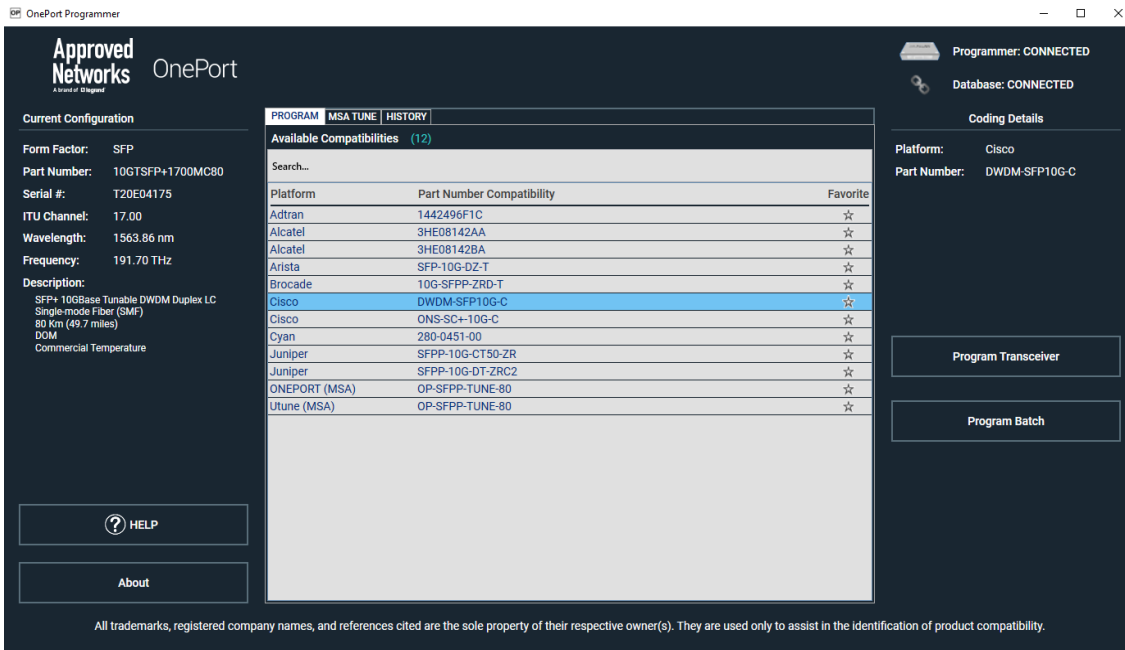 OP OnePort Programmer
Approved
Networks
A brand of legrand
OnePort
Programmer: CONNECTED
Database: CONNECTED
Current Configuration
Form Factor: SFP
Part Number: 10GTSFP+1700MC80
Serial #: T20E04175
ITU Channel: 17.00
Wavelength: 1563.86 nm
Frequency: 191.70 THz
Description:
SFP+ 10GBase Tunable DWDM Duplex LC
Single-mode Fiber (SMF)
80 Km (49.7 miles)
DOM
Commercial Temperature
? HELP
About
PROGRAM MSA TUNE HISTORY
Available Compatibilities (12)
Search...
Platform Part Number Compatibility Favorite
Adtran 1442496F1C
Alcatel 3HE08142AA
Alcatel 3HE08142BA
Arista SFP-10G-DZ-T
Brocade 10G-SFPP-ZRD-T
Cisco DWDM-SFP10G-C
Cisco ONS-SC+-10G-C
Cyan 280-0451-00
Juniper SFPP-10G-CT50-ZR
Juniper SFPP-10G-DT-ZRC2
ONEPORT (MSA) OP-SFPP-TUNE-80
Utune (MSA) OP-SFPP-TUNE-80
Coding Details
Platform: Cisco
Part Number: DWDM-SFP10G-C
Program Transceiver
Program Batch
All trademarks, registered company names, and references cited are the sole property of their respective owner(s). They are used only to assist in the identification of product compatibility.